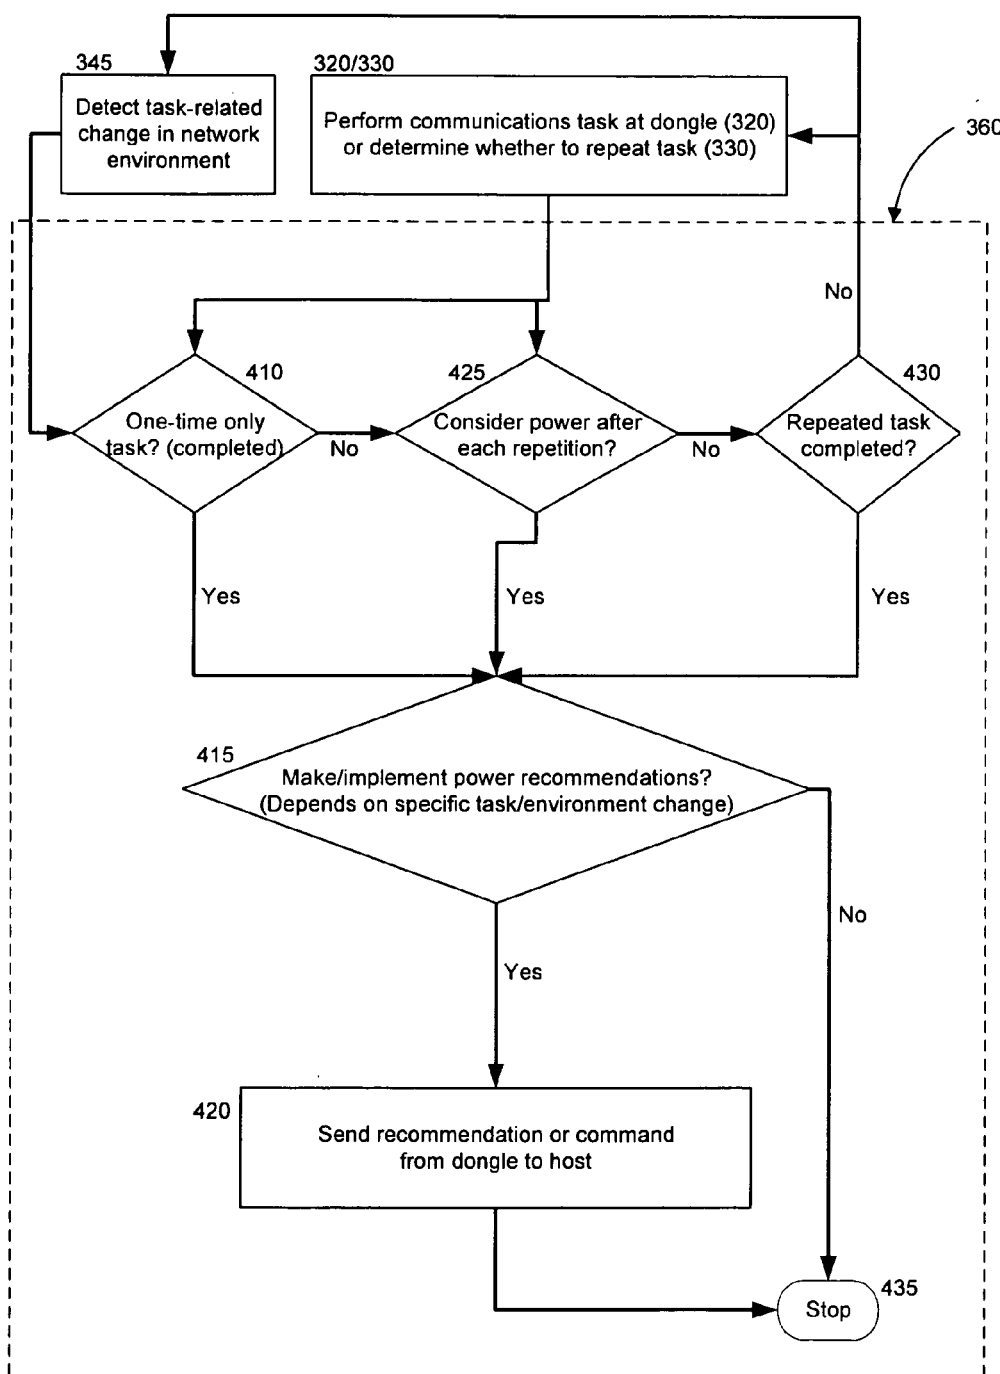 345
320/330
Detect task-related
change in network
environment
Perform communications task at dongle (320)
or determine whether to repeat task (330)
360
No
410
425
430
One-time only
task? (completed)
No
Consider power after
each repetition?
No
Repeated task
completed?
Yes
Yes
Yes
415
Make/implement power recommendations?
(Depends on specific task/environment change)
No
Yes
420
Send recommendation or command
from dongle to host
435
Stop